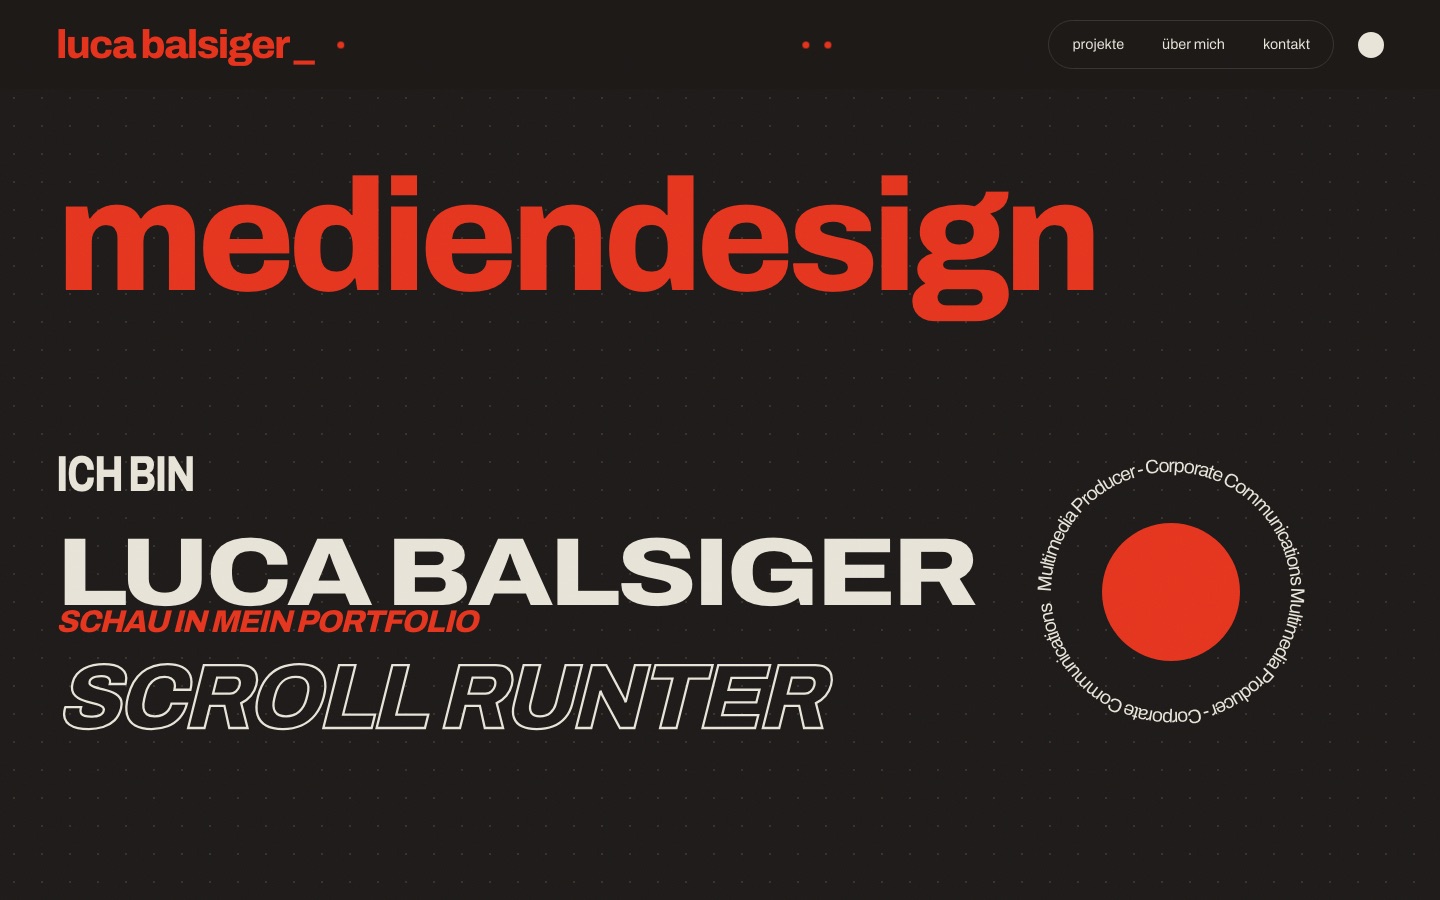 luca balsiger_
projekte
über mich
kontakt
mediendesign
ICH BIN
LUCA BALSIGER
SCHAU IN MEIN PORTFOLIO
SCROLL RUNTER
Multimedia Producer - Corporate Communications Multimedia Producer - Corporate Communications